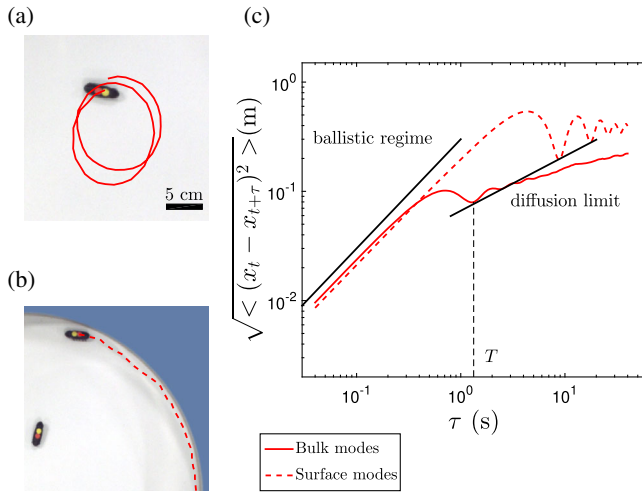 (a)
5 cm
(b)
(c)
√< (x_t − x_{t+τ})^2 >(m)
10^0
10^{-1}
10^{-2}
ballistic regime
diffusion limit
T
10^{-1}
10^0
10^1
τ (s)
Bulk modes
Surface modes